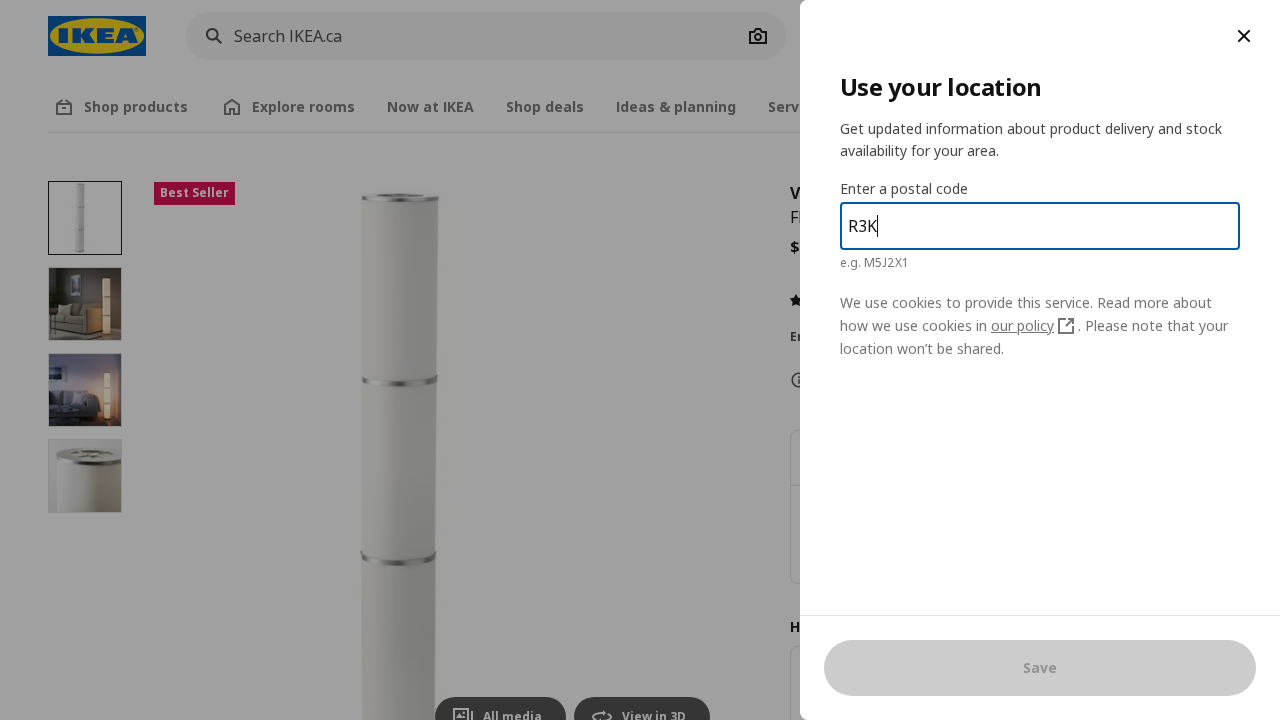 IKEA
Search IKEA.ca
Shop products
Explore rooms
Now at IKEA
Shop deals
Ideas & planning
Serv
Best Seller
V
$
H
All media
View in 3D
Use your location
Get updated information about product delivery and stock
availability for your area.
Enter a postal code
R3K
e.g. M5J2X1
We use cookies to provide this service. Read more about
how we use cookies in our policy . Please note that your
location won’t be shared.
Save